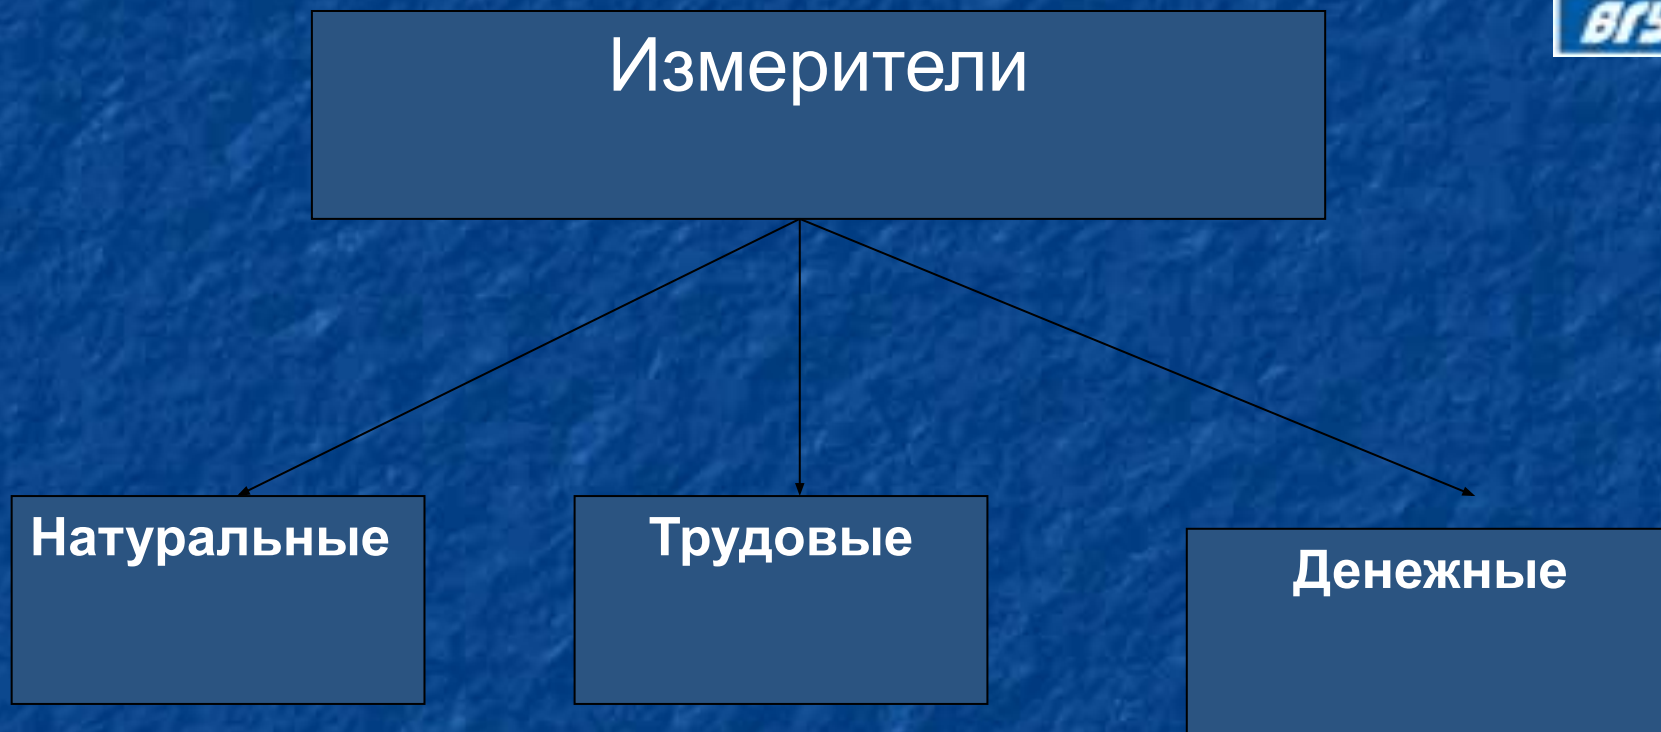 Измерители
Натуральные
Трудовые
Денежные